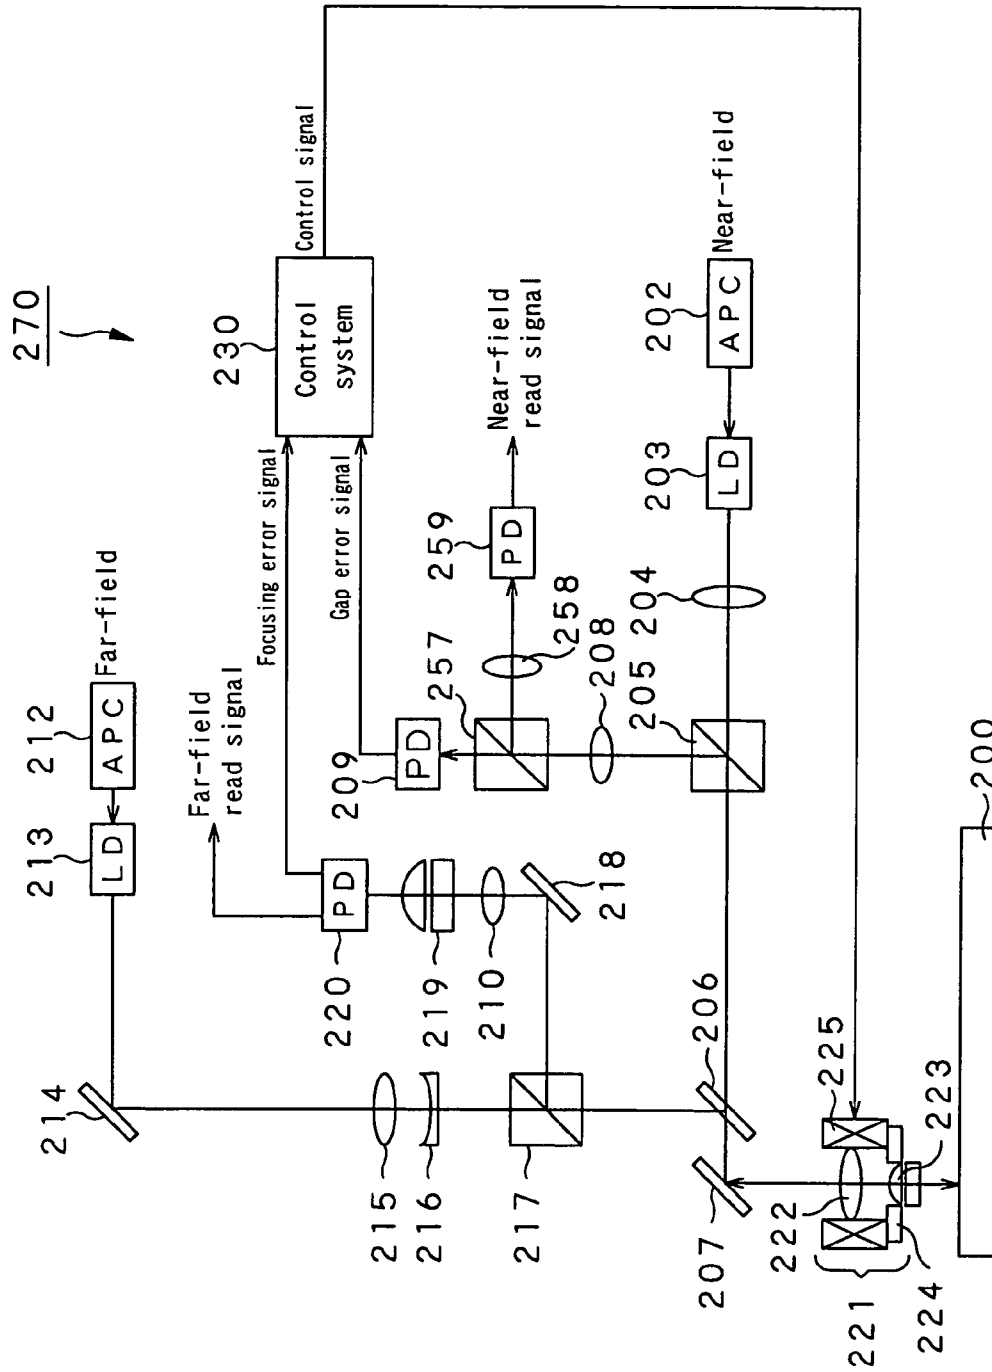 270
Control signal
230
Control
system
Focusing error signal
Gap error signal
Far-field
212
APC
213
LD
214
Far-field
read signal
PD
220
219
210
218
215
216
217
209
PD
257
258
259
PD
Near-field
read signal
208
205
204
203
LD
202
APC
Near-field
206
207
225
222
223
224
221
200